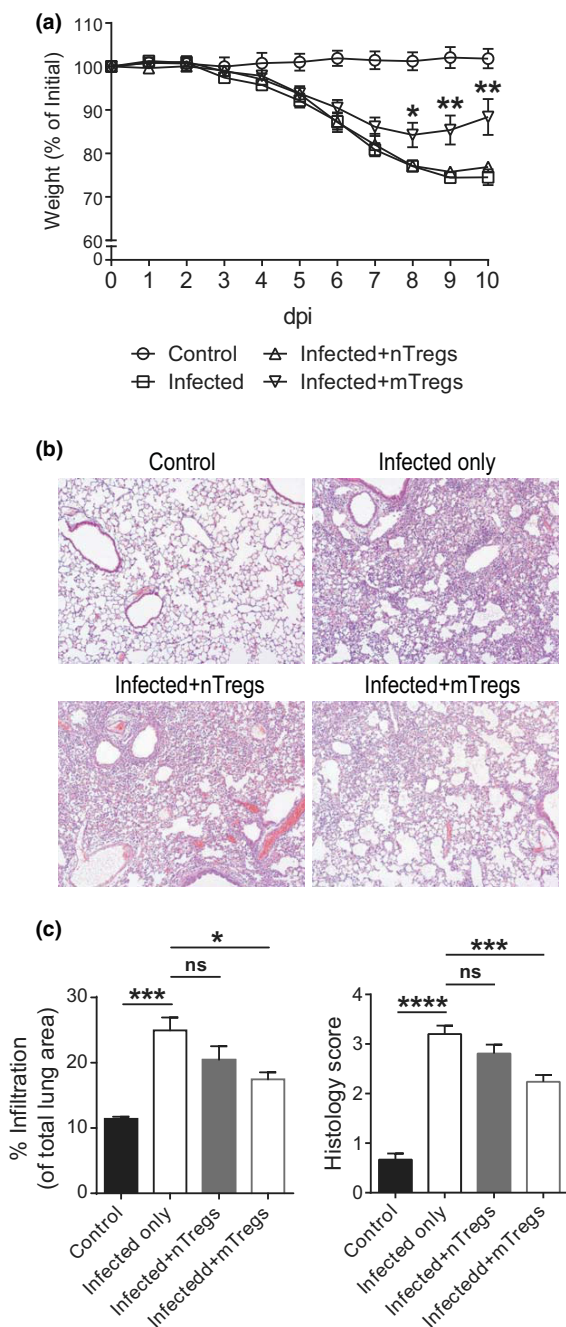 (a)
Weight (% of Initial)
110
100
90
80
70
60
0
*
**
**
0 1 2 3 4 5 6 7 8 9 10
dpi
Control
Infected+nTregs
Infected
Infected+mTregs
(b)
Control
Infected only
Infected+nTregs
Infected+mTregs
(c)
*
ns
***
% Infiltration
(of total lung area)
30
20
10
0
Control
Infected only
Infected+nTregs
Infectedd+mTregs
***
ns
****
Histology score
4
3
2
1
0
Control
Infected only
Infected+nTregs
Infectedd+mTregs